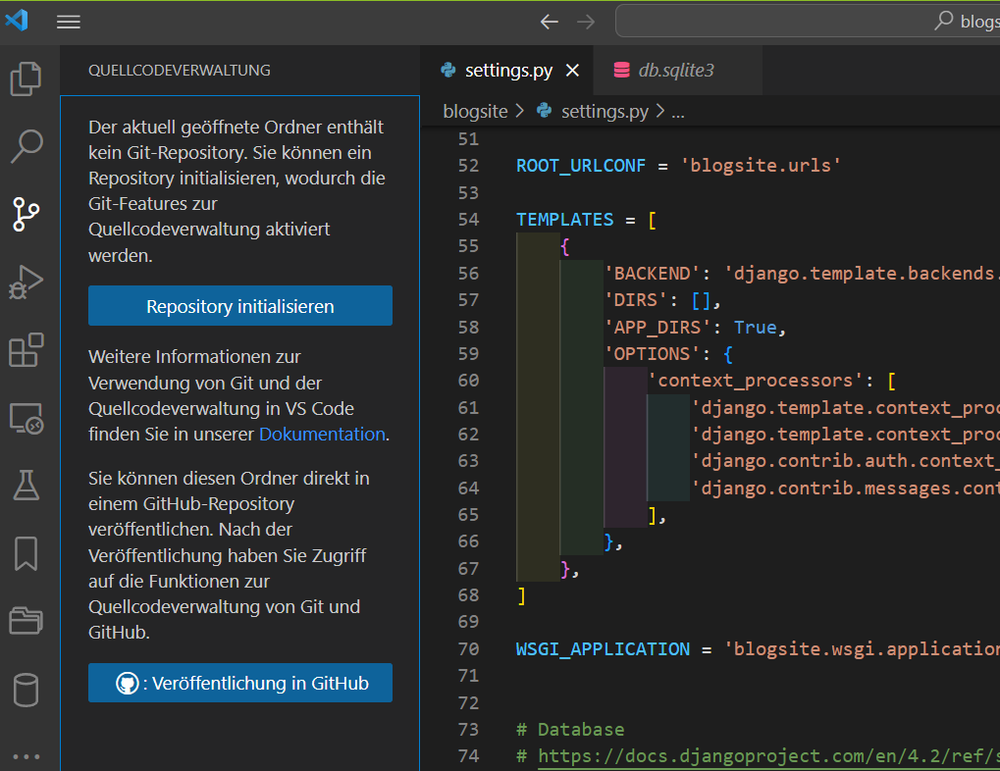 blogs
QUELLCODEVERWALTUNG
Der aktuell geöffnete Ordner enthält
kein Git-Repository. Sie können ein
Repository initialisieren, wodurch die
Git-Features zur
Quellcodeverwaltung aktiviert
werden.
Repository initialisieren
Weitere Informationen zur
Verwendung von Git und der
Quellcodeverwaltung in VS Code
finden Sie in unserer Dokumentation.
Sie können diesen Ordner direkt in
einem GitHub-Repository
veröffentlichen. Nach der
Veröffentlichung haben Sie Zugriff
auf die Funktionen zur
Quellcodeverwaltung von Git und
GitHub.
: Veröffentlichung in GitHub
settings.py db.sqlite3
blogsite > settings.py > ...
51
52 ROOT_URLCONF = 'blogsite.urls'
53
54 TEMPLATES = [
55 {
56 'BACKEND': 'django.template.backends.
57 'DIRS': [],
58 'APP_DIRS': True,
59 'OPTIONS': {
60 'context_processors': [
61 'django.template.context_proc
62 'django.template.context_proc
63 'django.contrib.auth.context_
64 'django.contrib.messages.cont
65 ],
66 },
67 },
68 ]
69
70 WSGI_APPLICATION = 'blogsite.wsgi.application
71
72
73 # Database
74 # https://docs.djangoproject.com/en/4.2/ref/s